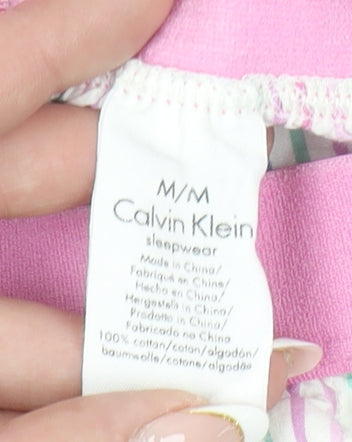 M/M
Calvin Klein
sleepwear
Made in China/
Fabriqué en Chine/
Hecho en China/
Hergestellt in China/
Prodotto in China/
Fabricado na China
100% cotton/coton/algodón/
baumwolle/cotone/algodão